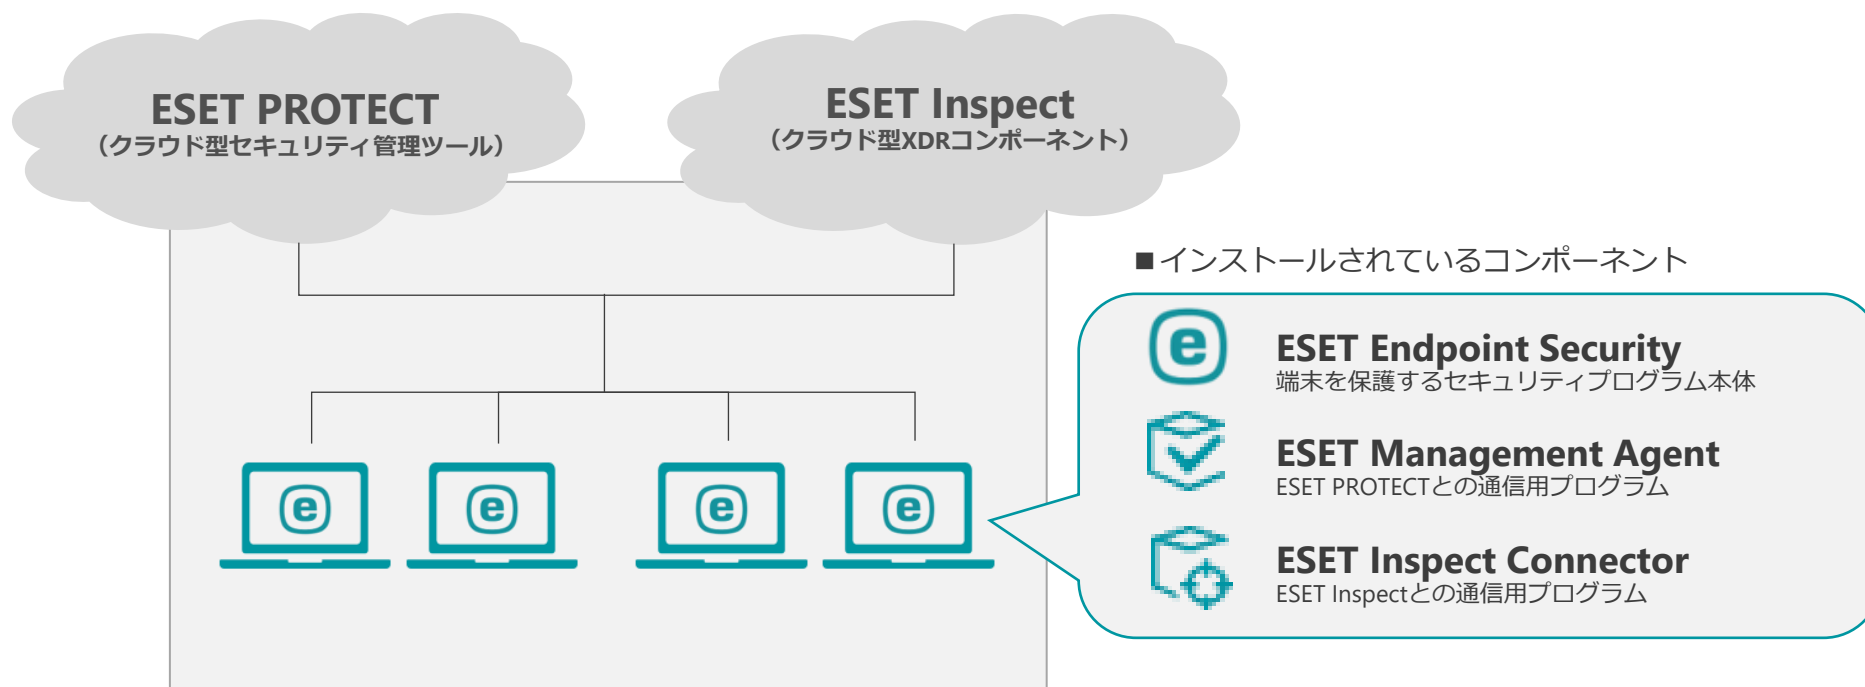 ESET PROTECT
（クラウド型セキュリティ管理ツール）
ESET Inspect
（クラウド型XDRコンポーネント）
■インストールされているコンポーネント
e
ESET Endpoint Security
端末を保護するセキュリティプログラム本体
ESET Management Agent
ESET PROTECTとの通信用プログラム
ESET Inspect Connector
ESET Inspectとの通信用プログラム
e
e
e
e